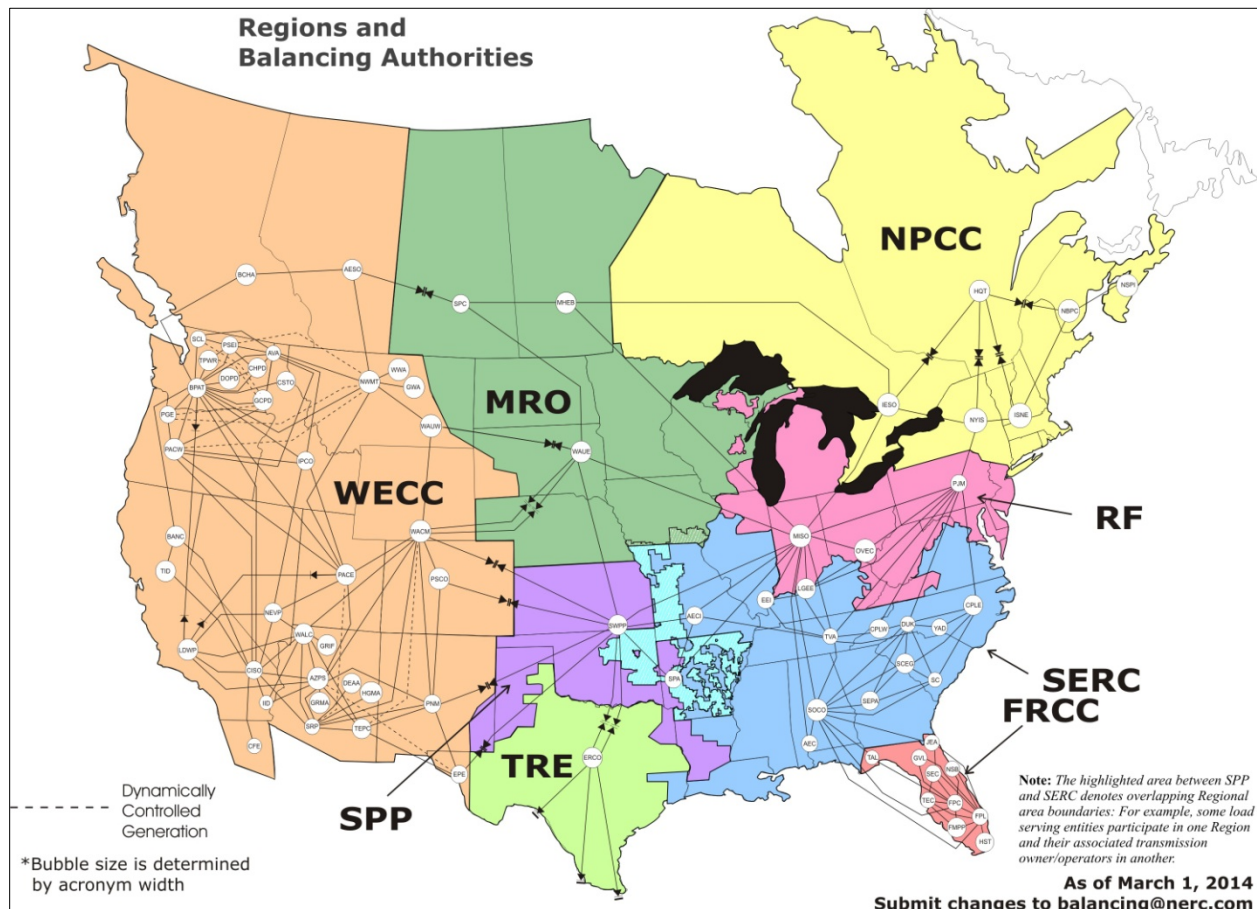 Regions and
Balancing Authorities
NPCC
MRO
WECC
RF
SERC
FRCC
TRE
SPP
BCHA
AESO
SPC
MHEB
HQT
NBPC
NSPI
SCL
PSEI
AVA
TPWR
CHPD
DOPD
CSTO
BPAT
GCPD
PGE
PACW
IPCO
NWMT
WWA
GWA
WAUW
WAUE
IESO
NYIS
ISNE
PJM
WACM
MISO
DVEC
BANC
TID
PACE
PSCO
NEVP
WALC
GRIF
LDWP
CISO
AZPS
DEAA
HGMA
GRMA
IID
SRP
TEPC
PNM
CFE
EPE
SWPP
AECI
SPA
EEI
LGEE
TVA
CPLW
DUK
YAD
CPLE
SCEG
SC
SEPA
SOCO
AEC
ERCO
TAL
JEA
GVL
NSB
SEC
TEC
FPC
FPL
FMPP
HST
Dynamically
Controlled
Generation
*Bubble size is determined
by acronym width
Note: The highlighted area between SPP
and SERC denotes overlapping Regional
area boundaries: For example, some load
serving entities participate in one Region
and their associated transmission
owner/operators in another.
As of March 1, 2014
Submit changes to balancing@nerc.com